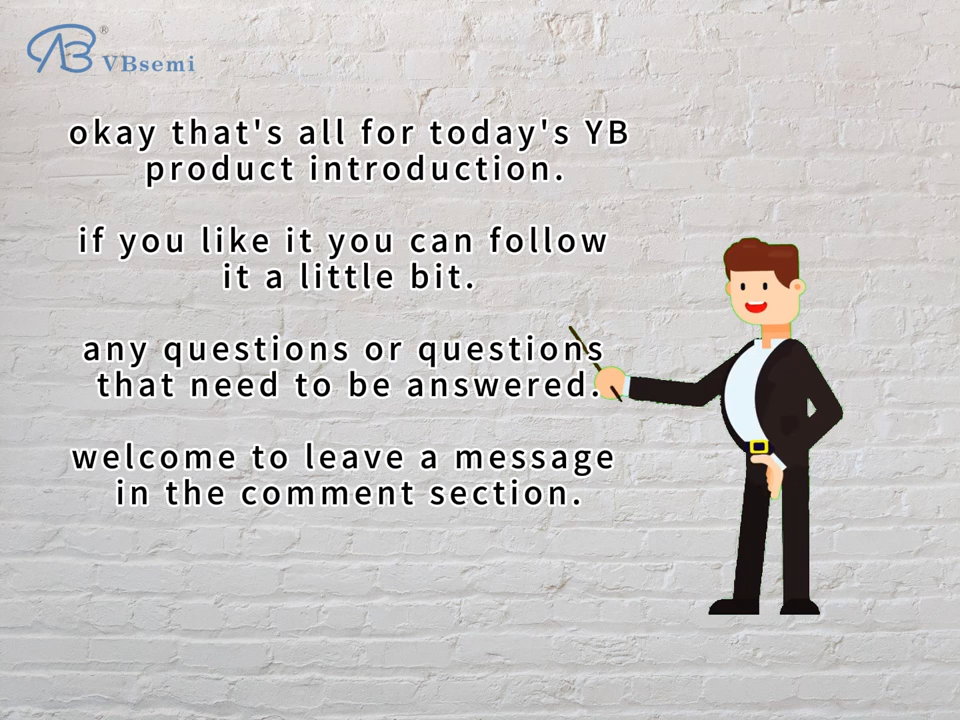 VBsemi
okay that's all for today's YB
product introduction.
if you like it you can follow
it a little bit.
any questions or questions
that need to be answered.
welcome to leave a message
in the comment section.